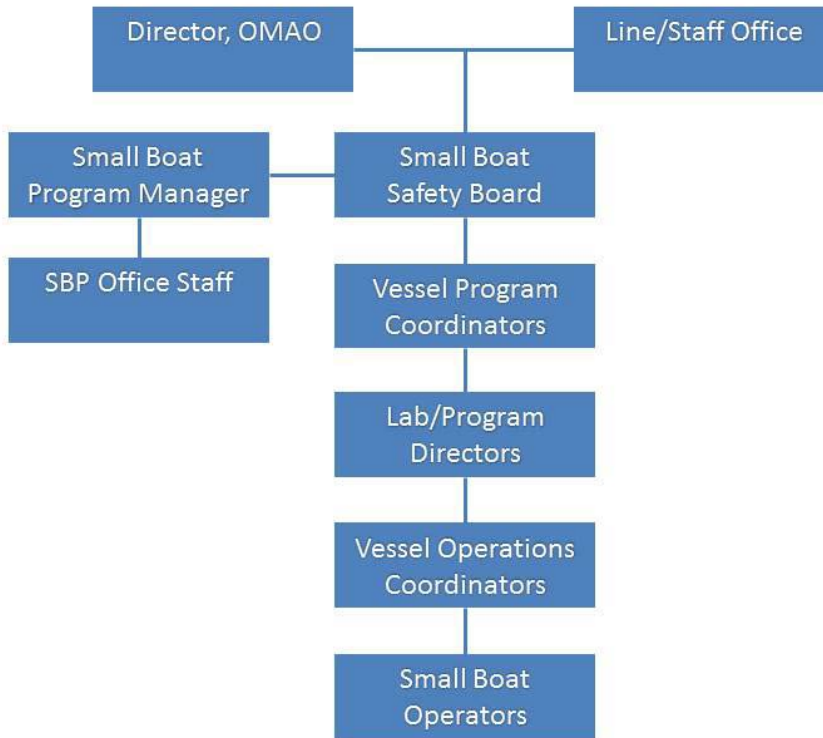 Director, OMAO
Line/Staff Office
Small Boat
Program Manager
Small Boat
Safety Board
SBP Office Staff
Vessel Program
Coordinators
Lab/Program
Directors
Vessel Operations
Coordinators
Small Boat
Operators